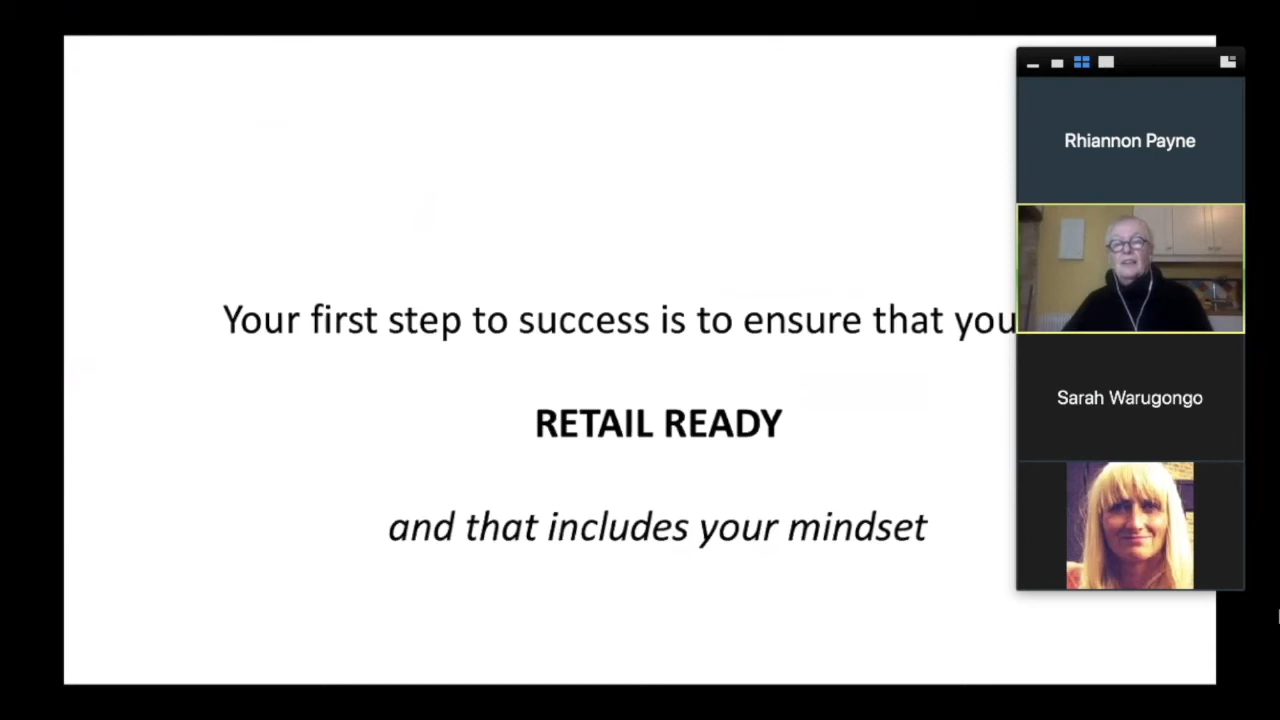 Your first step to success is to ensure that you
RETAIL READY
and that includes your mindset
Rhiannon Payne
Sarah Warugongo